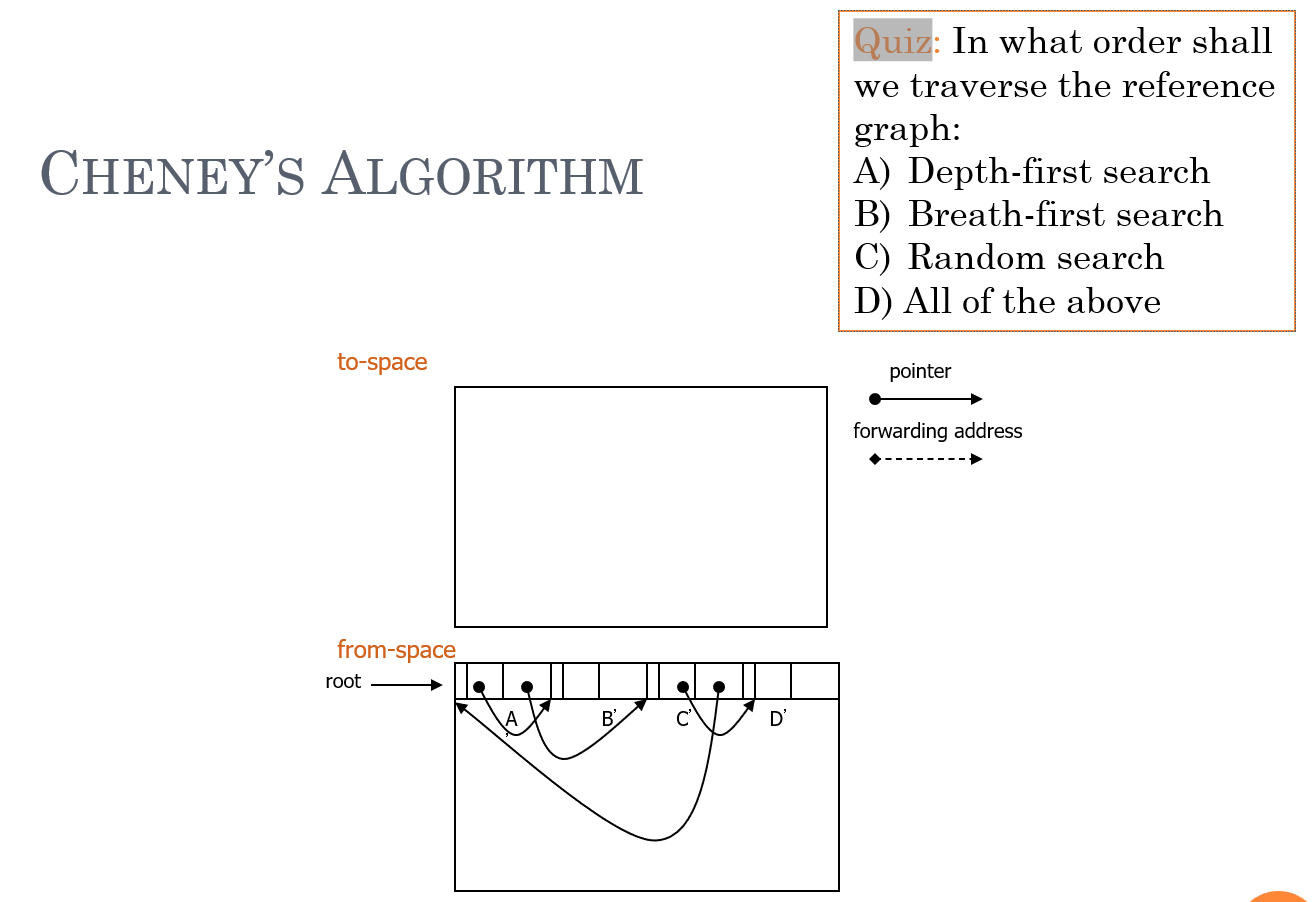 Quiz: In what order shall
we traverse the reference
graph:
A) Depth-first search
B) Breath-first search
C) Random search
D) All of the above
CHENEY’S ALGORITHM
to-space
pointer
forwarding address
from-space
root
A
’
B’
C’
D’